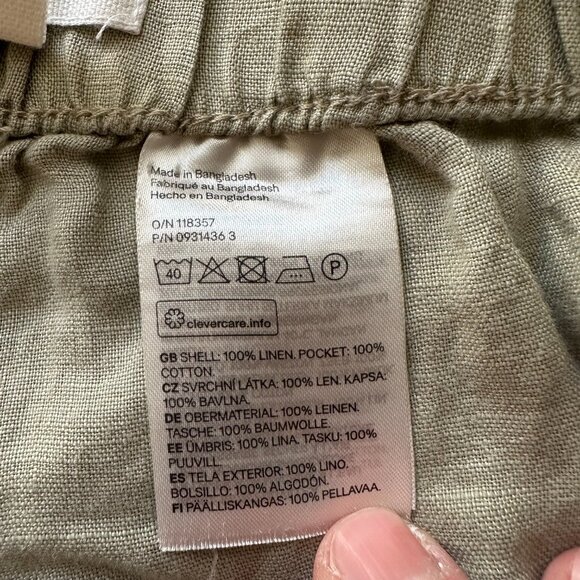 Made in Bangladesh
Fabriqué au Bangladesh
Hecho en Bangladesh
O/N 118357
P/N 0931436 3
40 P
clevercare.info
GB SHELL: 100% LINEN. POCKET: 100%
COTTON.
CZ SVRCHNÍ LÁTKA: 100% LEN. KAPSA:
100% BAVLNA.
DE OBERMATERIAL: 100% LEINEN.
TASCHE: 100% BAUMWOLLE.
EE ÜMBRIS: 100% LINA. TASKU: 100%
PUUVILL.
ES TELA EXTERIOR: 100% LINO.
BOLSILLO: 100% ALGODÓN.
FI PÄÄLLISKANGAS: 100% PELLAVAA.